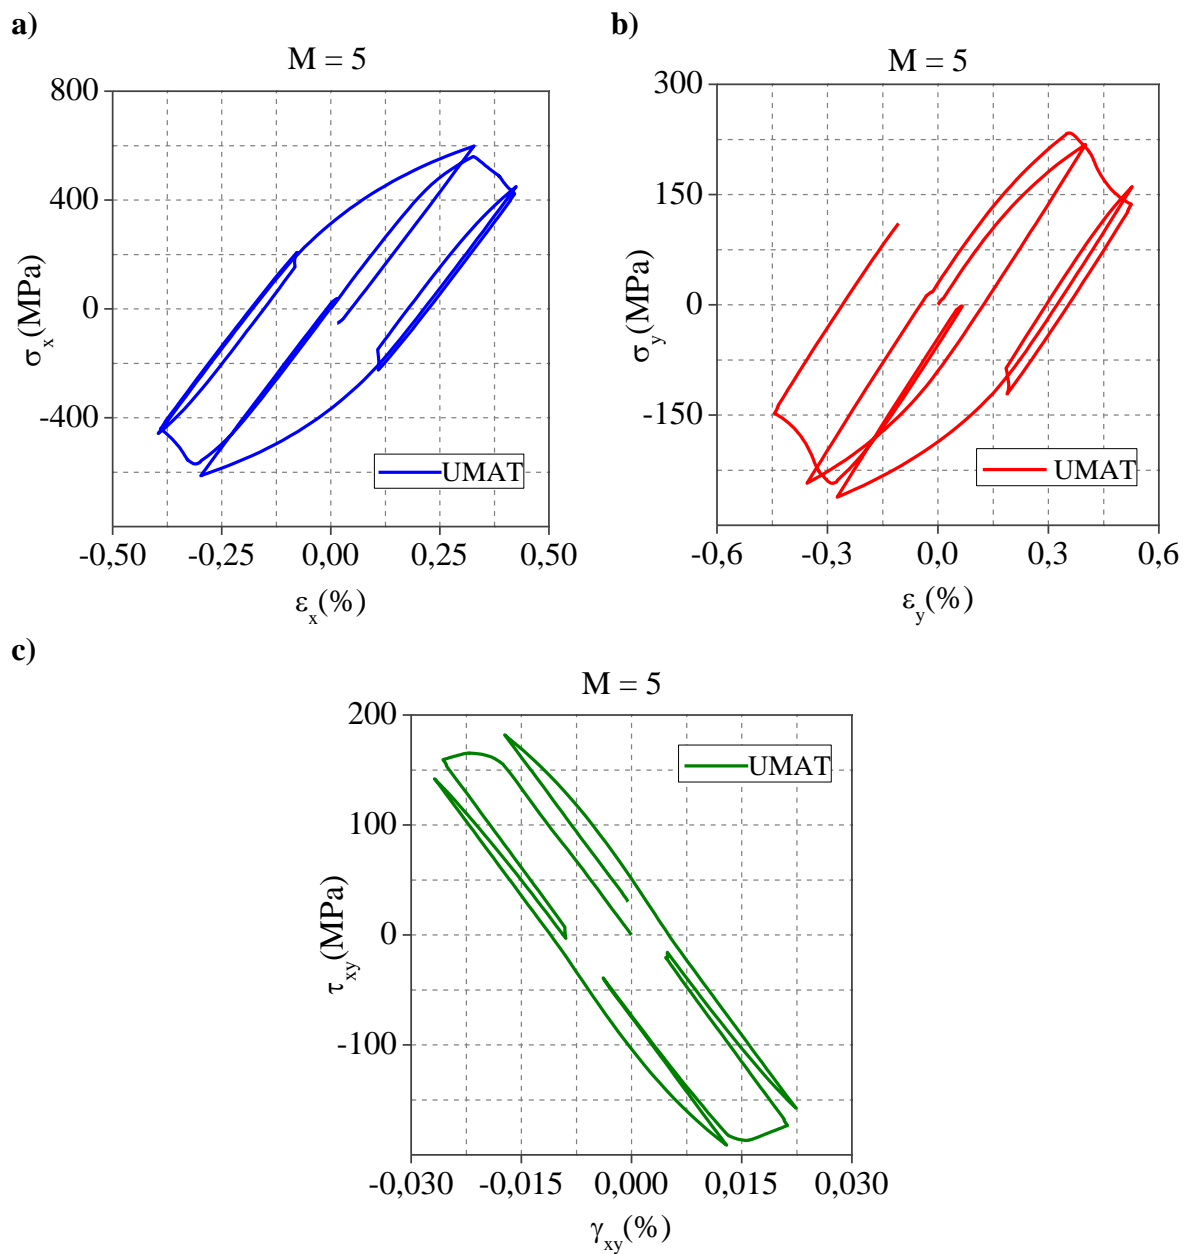 a)
M = 5
800
400
0
-400
σx(MPa)
UMAT
-0,50 -0,25 0,00 0,25 0,50
εx(%)
b)
M = 5
300
150
0
-150
σy(MPa)
UMAT
-0,6 -0,3 0,0 0,3 0,6
εy(%)
c)
M = 5
200
100
0
-100
τxy(MPa)
UMAT
-0,030 -0,015 0,000 0,015 0,030
γxy(%)